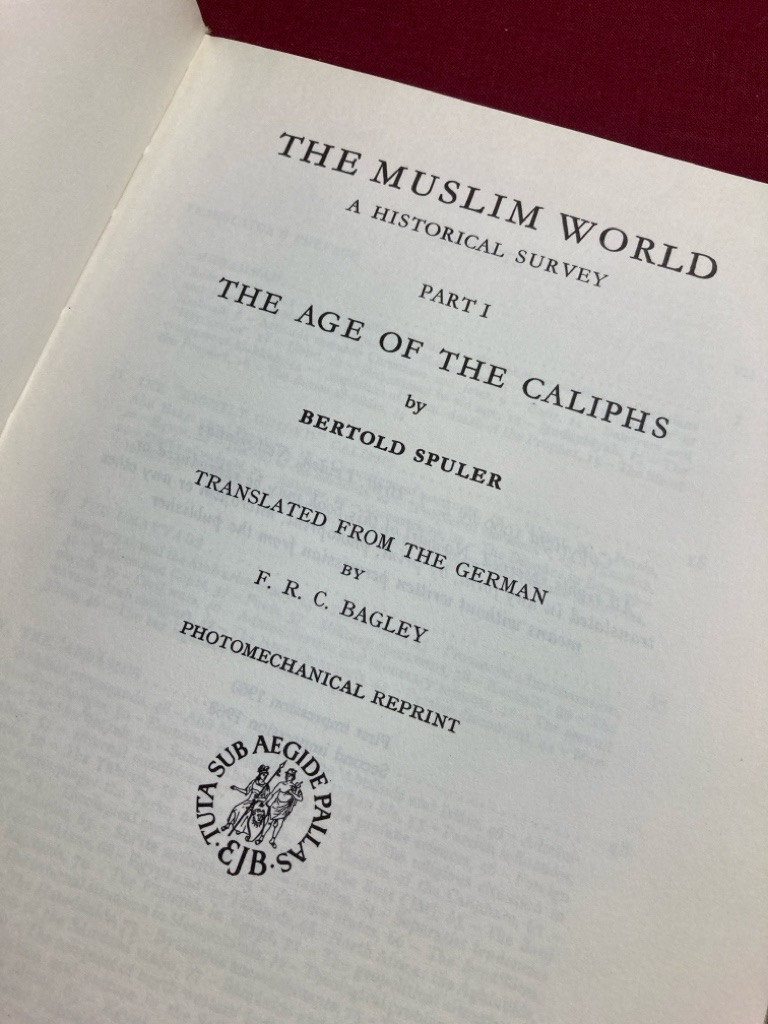 THE MUSLIM WORLD
A HISTORICAL SURVEY
PART I
THE AGE OF THE CALIPHS
by
BERTOLD SPULER
TRANSLATED FROM THE GERMAN
BY
F. R. C. BAGLEY
PHOTOMECHANICAL REPRINT
TUTA SUB AEGIDE PALLAS
·EJB·